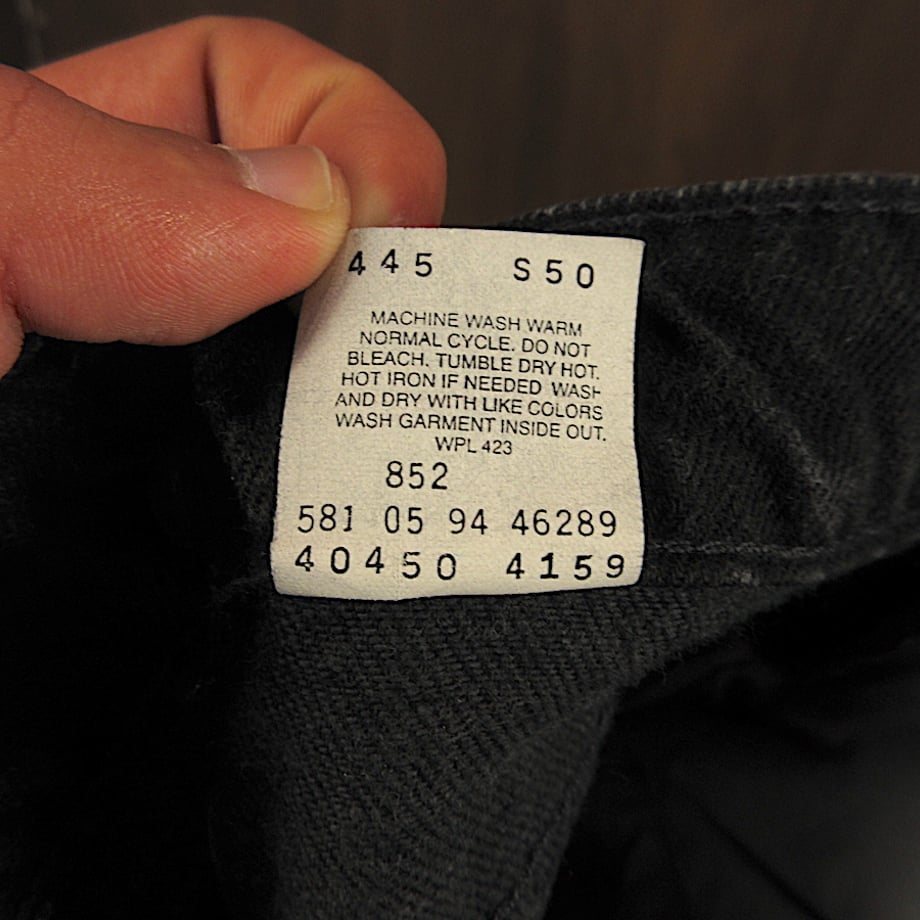 445 S50
MACHINE WASH WARM
NORMAL CYCLE. DO NOT
BLEACH. TUMBLE DRY HOT.
HOT IRON IF NEEDED WASH
AND DRY WITH LIKE COLORS
WASH GARMENT INSIDE OUT.
WPL 423
852
581 05 94 46289
40450 4159